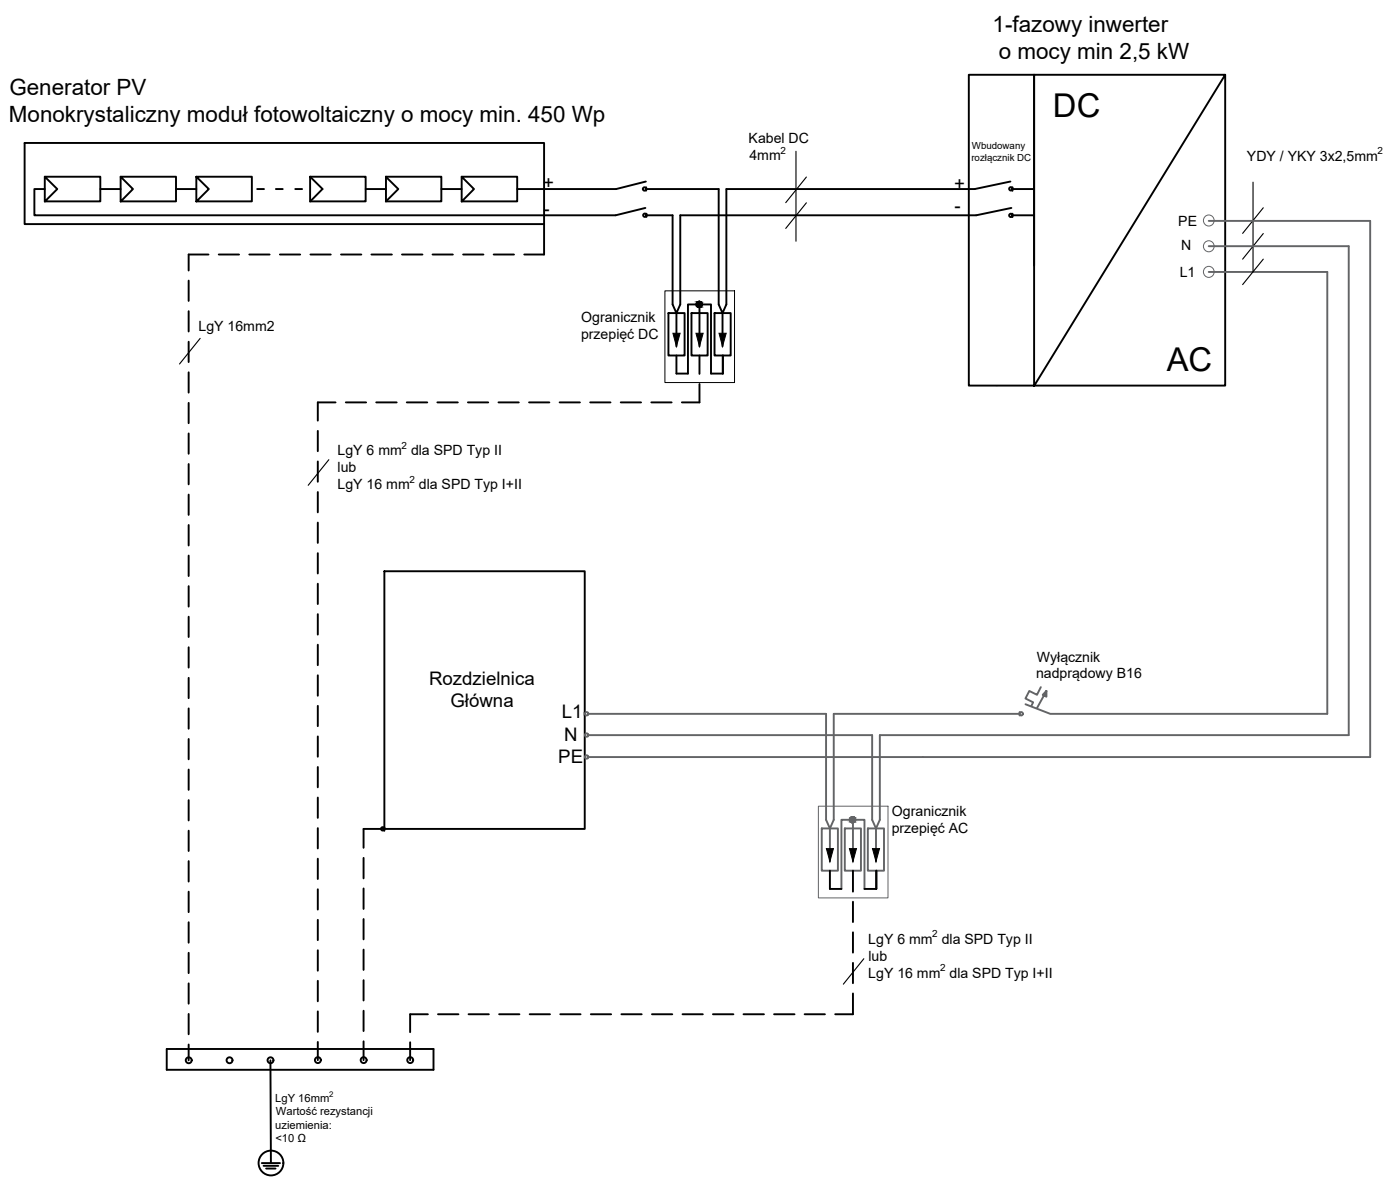 1-fazowy inwerter
o mocy min 2,5 kW
Generator PV
Monokrystaliczny moduł fotowoltaiczny o mocy min. 450 Wp
DC
Kabel DC
4mm²
Wbudowany
rozłącznik DC
YDY / YKY 3x2,5mm²
+
-
+
-
PE
N
L1
AC
LgY 16mm2
Ogranicznik
przepięć DC
LgY 6 mm² dla SPD Typ II
lub
LgY 16 mm² dla SPD Typ I+II
Rozdzielnica
Główna
L1
N
PE
Wyłącznik
nadprądowy B16
Ogranicznik
przepięć AC
LgY 6 mm² dla SPD Typ II
lub
LgY 16 mm² dla SPD Typ I+II
LgY 16mm²
Wartość rezystancji
uziemienia:
<10 Ω